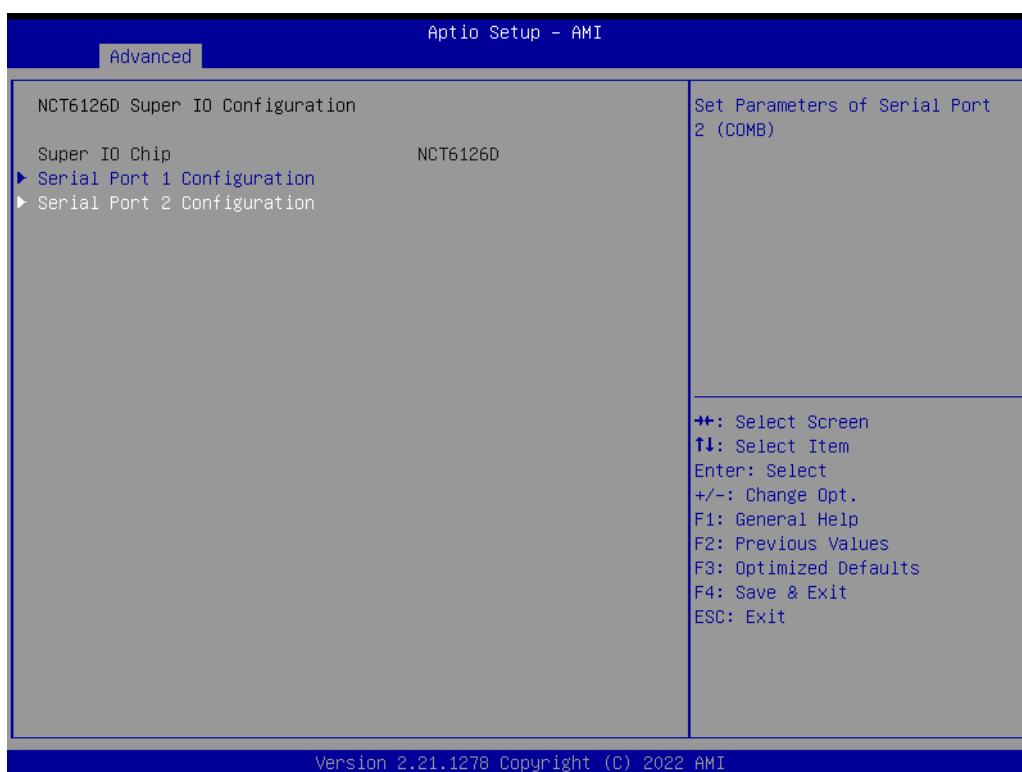 Aptio Setup – AMI
Advanced
NCT6126D Super IO Configuration
Super IO Chip NCT6126D
▶ Serial Port 1 Configuration
▶ Serial Port 2 Configuration
Set Parameters of Serial Port
2 (COMB)
→←: Select Screen
↑↓: Select Item
Enter: Select
+/-: Change Opt.
F1: General Help
F2: Previous Values
F3: Optimized Defaults
F4: Save & Exit
ESC: Exit
Version 2.21.1278 Copyright (C) 2022 AMI